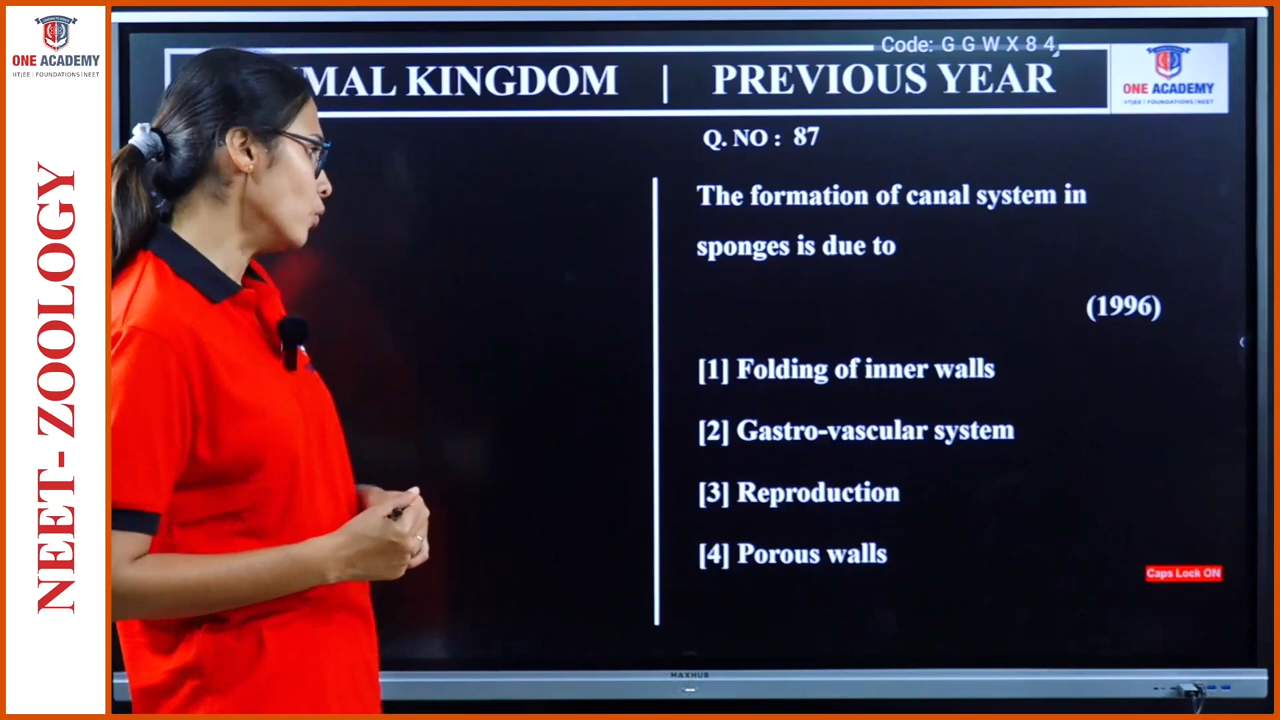 ONE ACADEMY
IIT|JEE | FOUNDATIONS | NEET
NEET- ZOOLOGY
Code: G G W X 8 4
MAL KINGDOM | PREVIOUS YEAR
ONE ACADEMY
IIT|JEE | FOUNDATIONS | NEET
Q. NO : 87
The formation of canal system in
sponges is due to
(1996)
[1] Folding of inner walls
[2] Gastro-vascular system
[3] Reproduction
[4] Porous walls
Caps Lock ON
MAXHUB